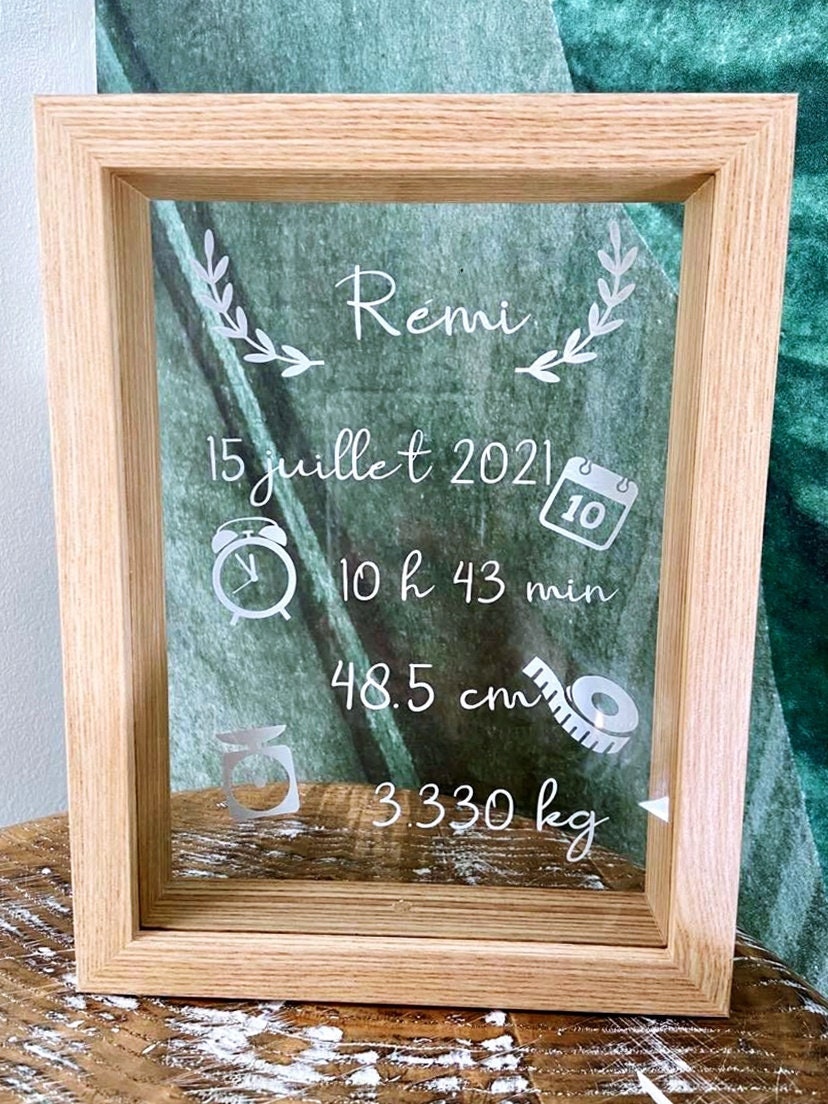 Rémi
15 juillet 2021
10
10 h 43 min
48.5 cm
3.330 kg